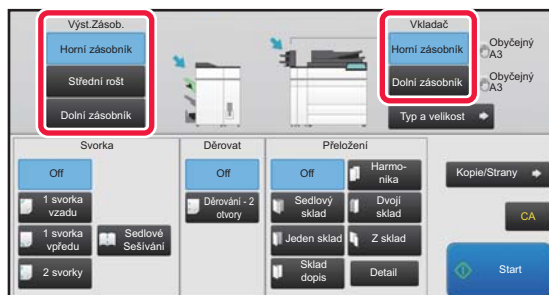 Výst.Zásob.
Horní zásobník
Střední rošt
Dolní zásobník
Vkladač
Horní zásobník
Obyčejný
A3
Dolní zásobník
Obyčejný
A3
Typ a velikost
Svorka
Off
1 svorka
vzadu
1 svorka
vpředu
Sedlové
Sešívání
2 svorky
Děrovat
Off
Děrování - 2
otvory
Přeložení
Off
Harmo-
nika
Sedlový
sklad
Dvojí
sklad
Jeden sklad
Z sklad
Sklad
dopis
Detail
Kopie/Strany
CA
Start